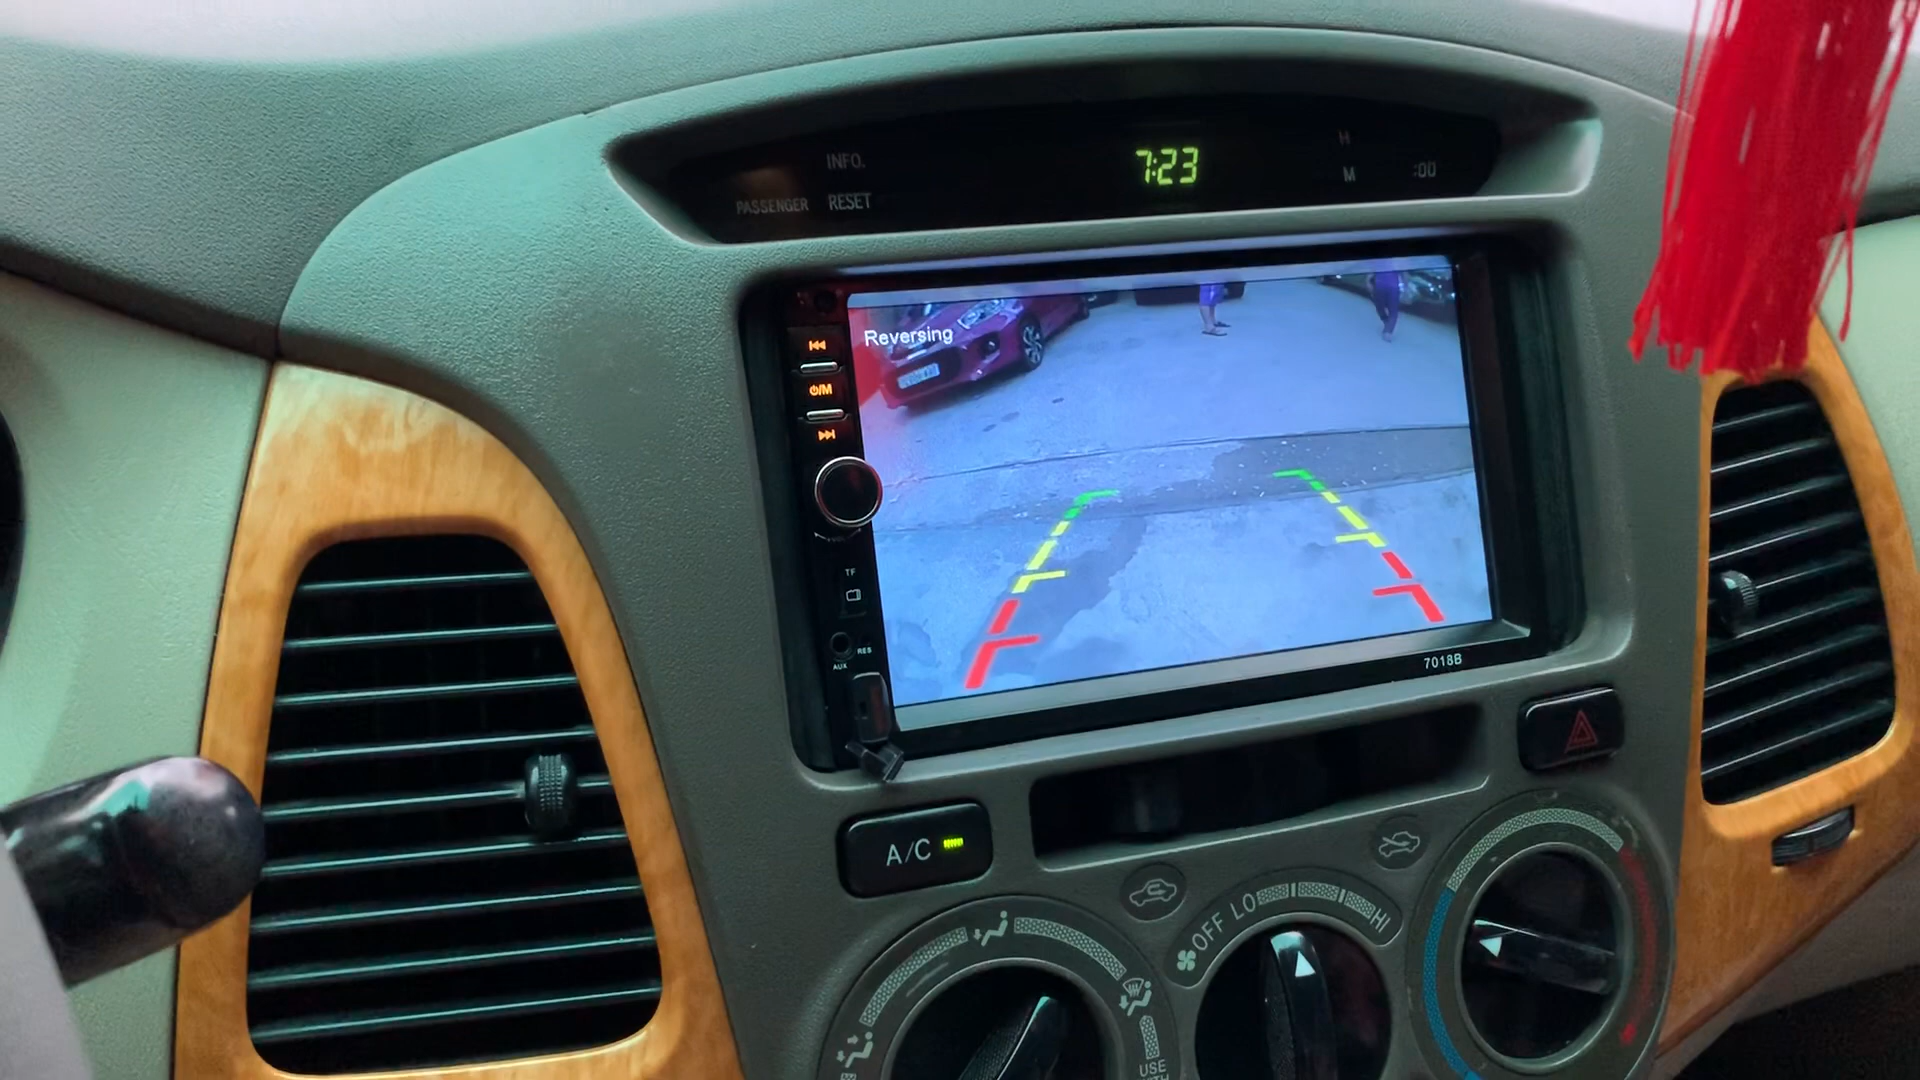 INFO.
H
7:23
M
:00
PASSENGER
RESET
Reversing
⏻/M
TF
RES
AUX
7018B
A/C
OFF
LO
HI
USE